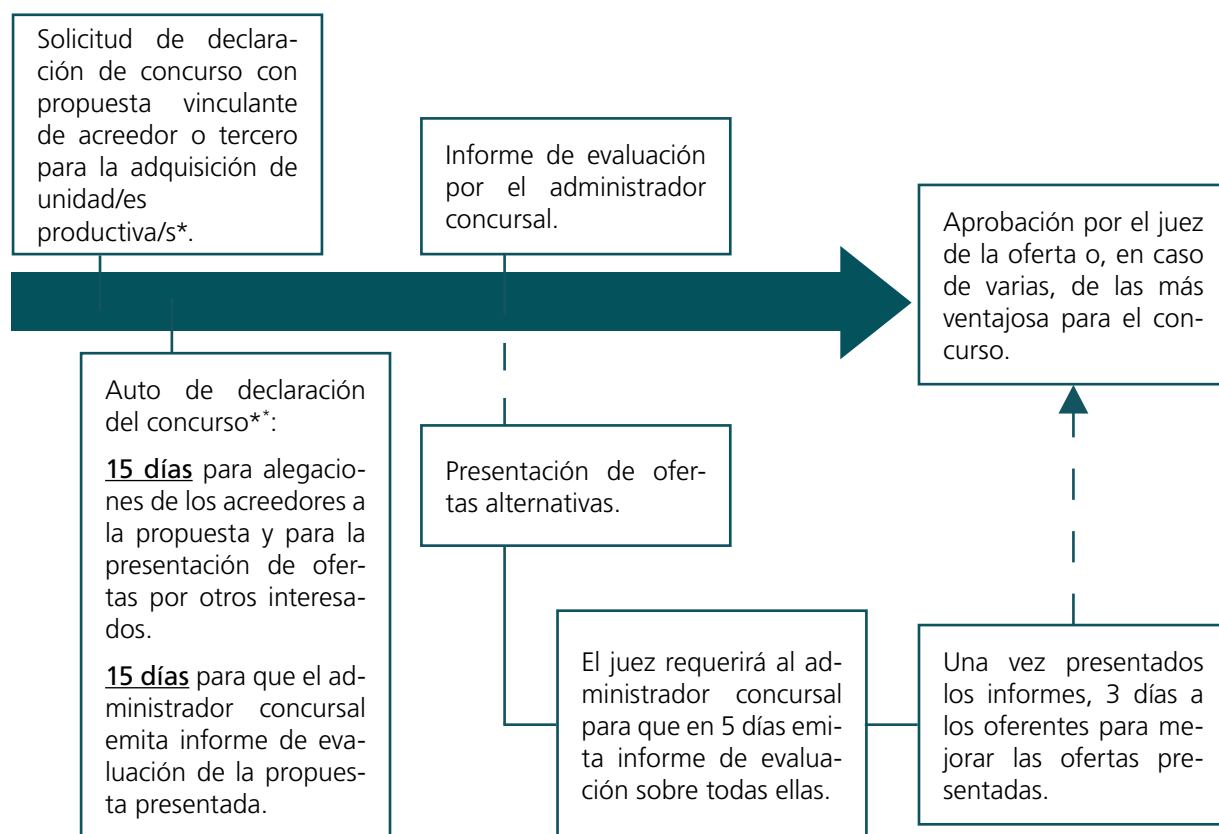 Solicitud de declara-
ción de concurso con
propuesta vinculante
de acreedor o tercero
para la adquisición de
unidad/es
productiva/s*.
Auto de declaración
del concurso**:
15 días para alegacio-
nes de los acreedores a
la propuesta y para la
presentación de ofer-
tas por otros interesa-
dos.
15 días para que el ad-
ministrador concursal
emita informe de eva-
luación de la propues-
ta presentada.
Informe de evaluación
por el administrador
concursal.
Presentación de ofer-
tas alternativas.
El juez requerirá al ad-
ministrador concursal
para que en 5 días emi-
ta informe de evalua-
ción sobre todas ellas.
Una vez presentados
los informes, 3 días a
los oferentes para me-
jorar las ofertas pre-
sentadas.
Aprobación por el juez
de la oferta o, en caso
de varias, de las más
ventajosa para el con-
curso.